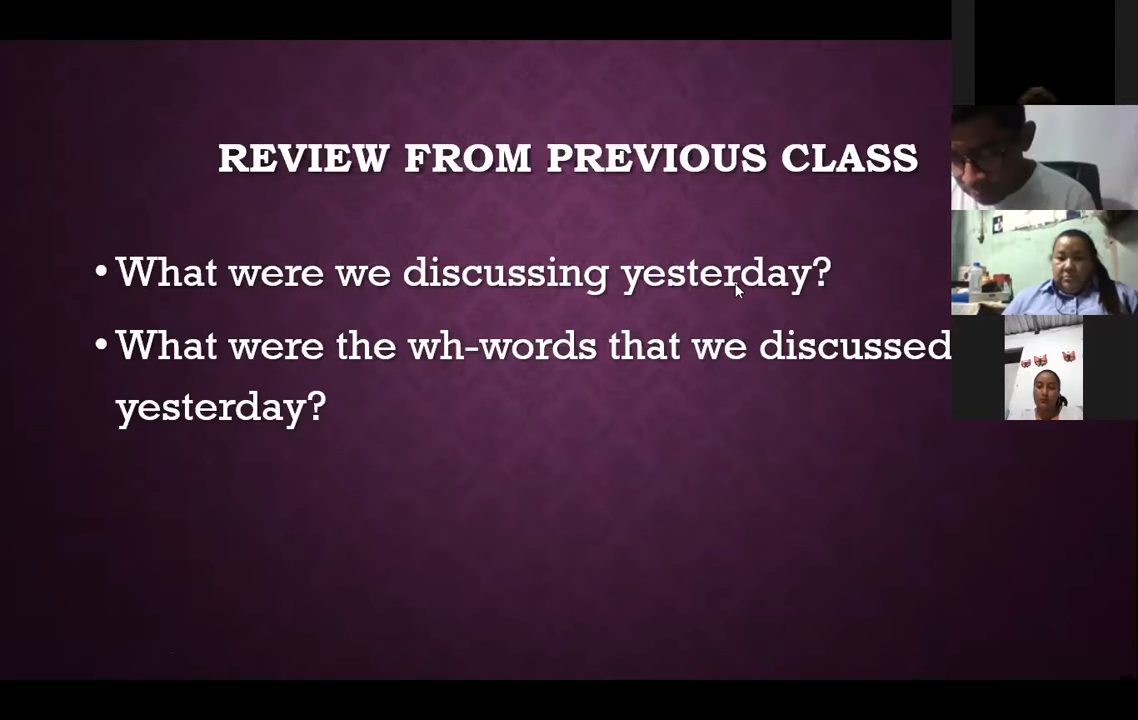 REVIEW FROM PREVIOUS CLASS
• What were we discussing yesterday?
• What were the wh-words that we discussed
yesterday?